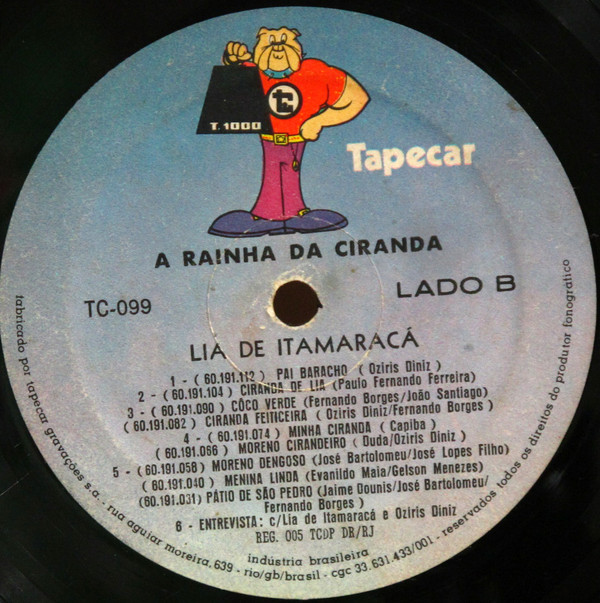 T.1000
tc
Tapecar
A RAINHA DA CIRANDA
TC-099
LADO B
LIA DE ITAMARACÁ
1 - ( 60.191.112 ) PAI BARACHO ( Oziris Diniz )
2 - ( 60.191.104 ) CIRANDA DE LIA (Paulo Fernando Ferreira)
3 - ( 60.191.090 ) CÔCO VERDE (Fernando Borges/João Santiago)
( 60.191.082 ) CIRANDA FEITICEIRA ( Oziris Diniz/Fernando Borges )
4 - ( 60.191.074 ) MINHA CIRANDA ( Capiba )
( 60.191.066 ) MORENO CIRANDEIRO ( Duda/Oziris Diniz )
5 - ( 60.191.058 ) MORENO DENGOSO (José Bartolomeu/José Lopes Filho)
( 60.191.040 ) MENINA LINDA (Evanildo Maia/Gelson Menezes)
(60.191.031) PÁTIO DE SÃO PEDRO (Jaime Dounis/José Bartolomeu/
Fernando Borges )
6 - ENTREVISTA: c/Lia de Itamaracá e Oziris Diniz
REG. 005 TCDP DR/RJ
indústria brasileira
fabricado por tapecar gravações s.a. . rua aguiar moreira, 639 - rio/gb/brasil - cgc 33.631.433/001 - reservados todos os direitos do produtor fonográfico